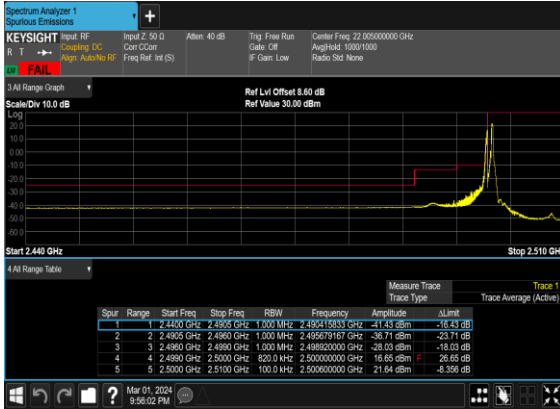 Spectrum Analyzer 1
Spurious Emissions
+
KEYSIGHT Input: RF Input Z: 50 Ω Atten: 40 dB Trig: Free Run Center Freq: 22.005000000 GHz
R T Coupling: DC Corr CCorr Gate: Off Avg|Hold: 1000/1000
Align: Auto/No RF Freq Ref: Int (S) IF Gain: Low Radio Std: None
FAIL
3 All Range Graph
Ref Lvl Offset 8.60 dB
Scale/Div 10.0 dB Ref Value 30.00 dBm
Log
20.0
10.0
0.00
-10.0
-20.0
-30.0
-40.0
-50.0
-60.0
Start 2.440 GHz Stop 2.510 GH
4 All Range Table
Measure Trace Trace 1
Trace Type Trace Average (Active)
Spur Range Start Freq Stop Freq RBW Frequency Amplitude ΔLimit
1 1 2.4400 GHz 2.4905 GHz 1.000 MHz 2.490415833 GHz -41.43 dBm -16.43 dB
2 2 2.4905 GHz 2.4960 GHz 1.000 MHz 2.495679167 GHz -36.71 dBm -23.71 dB
3 3 2.4960 GHz 2.4990 GHz 1.000 MHz 2.498920000 GHz -28.03 dBm -18.03 dB
4 4 2.4990 GHz 2.5000 GHz 820.0 kHz 2.500000000 GHz 16.65 dBm F 26.65 dB
5 5 2.5000 GHz 2.5100 GHz 100.0 kHz 2.500600000 GHz 21.64 dBm -8.356 dB
?
Mar 01, 2024
9:56:02 PM